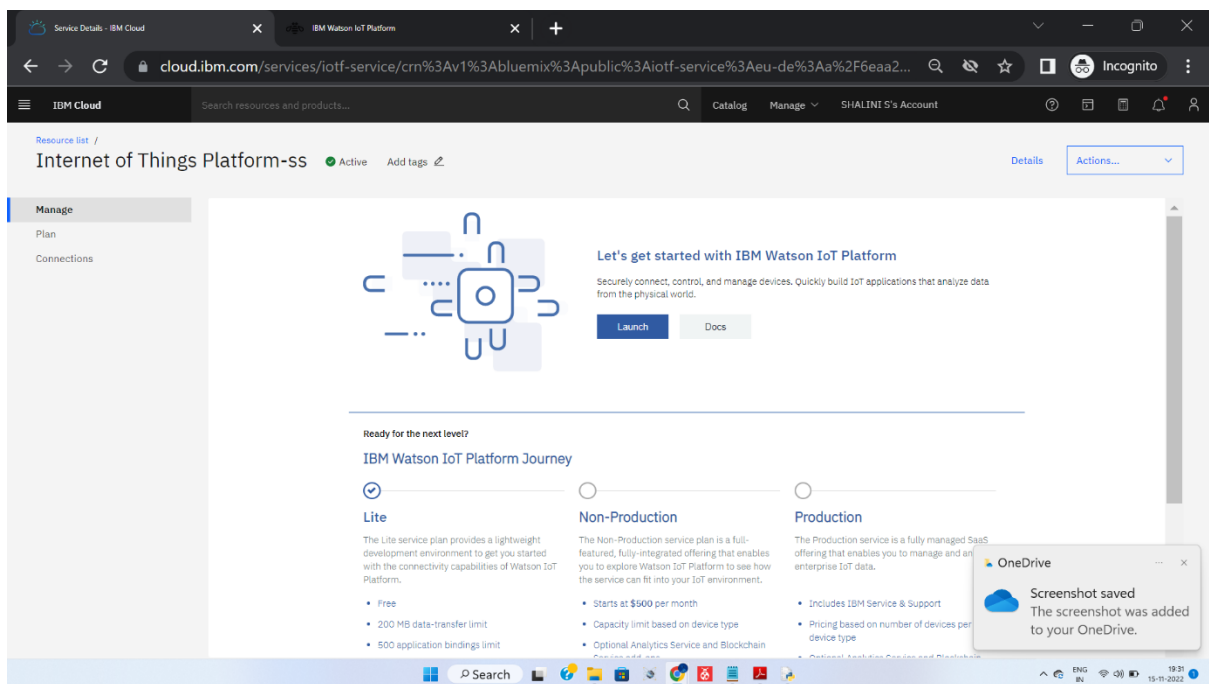 Service Details - IBM Cloud
IBM Watson IoT Platform
cloud.ibm.com/services/iotf-service/crn%3Av1%3Abluemix%3Apublic%3Aiotf-service%3Aeu-de%3Aa%2F6eaa2...
Incognito
IBM Cloud
Search resources and products...
Catalog
Manage
SHALINI S's Account
Resource list /
Internet of Things Platform-ss
Active
Add tags
Details
Actions...
Manage
Plan
Connections
Let's get started with IBM Watson IoT Platform
Securely connect, control, and manage devices. Quickly build IoT applications that analyze data
from the physical world.
Launch
Docs
Ready for the next level?
IBM Watson IoT Platform Journey
Lite
The Lite service plan provides a lightweight
development environment to get you started
with the connectivity capabilities of Watson IoT
Platform.
• Free
• 200 MB data-transfer limit
• 500 application bindings limit
Non-Production
The Non-Production service plan is a full-
featured, fully-integrated offering that enables
you to explore Watson IoT Platform to see how
the service can fit into your IoT environment.
• Starts at $500 per month
• Capacity limit based on device type
• Optional Analytics Service and Blockchain
Production
The Production service is a fully managed SaaS
offering that enables you to manage and an
enterprise IoT data.
• Includes IBM Service & Support
• Pricing based on number of devices per
device type
OneDrive
Screenshot saved
The screenshot was added
to your OneDrive.
Search
ENG
IN
19:31
15-11-2022
1